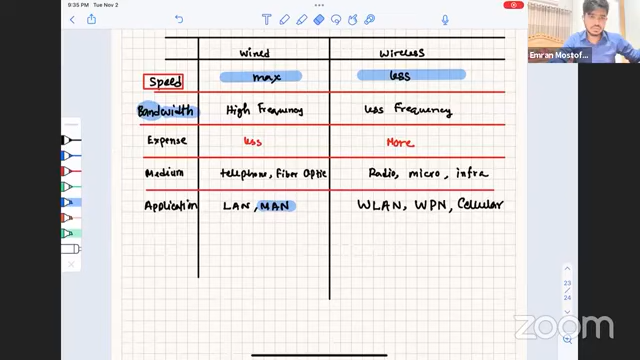 9:35 PM Tue Nov 2
Emran Mostof...
Wired Wireless
Speed max less
Bandwidth High Frequency less Frequency
Expense less More
Medium telephone, Fiber Optic Radio, micro, infra
Application LAN, MAN WLAN, WPN, Cellular
23
24
zoom